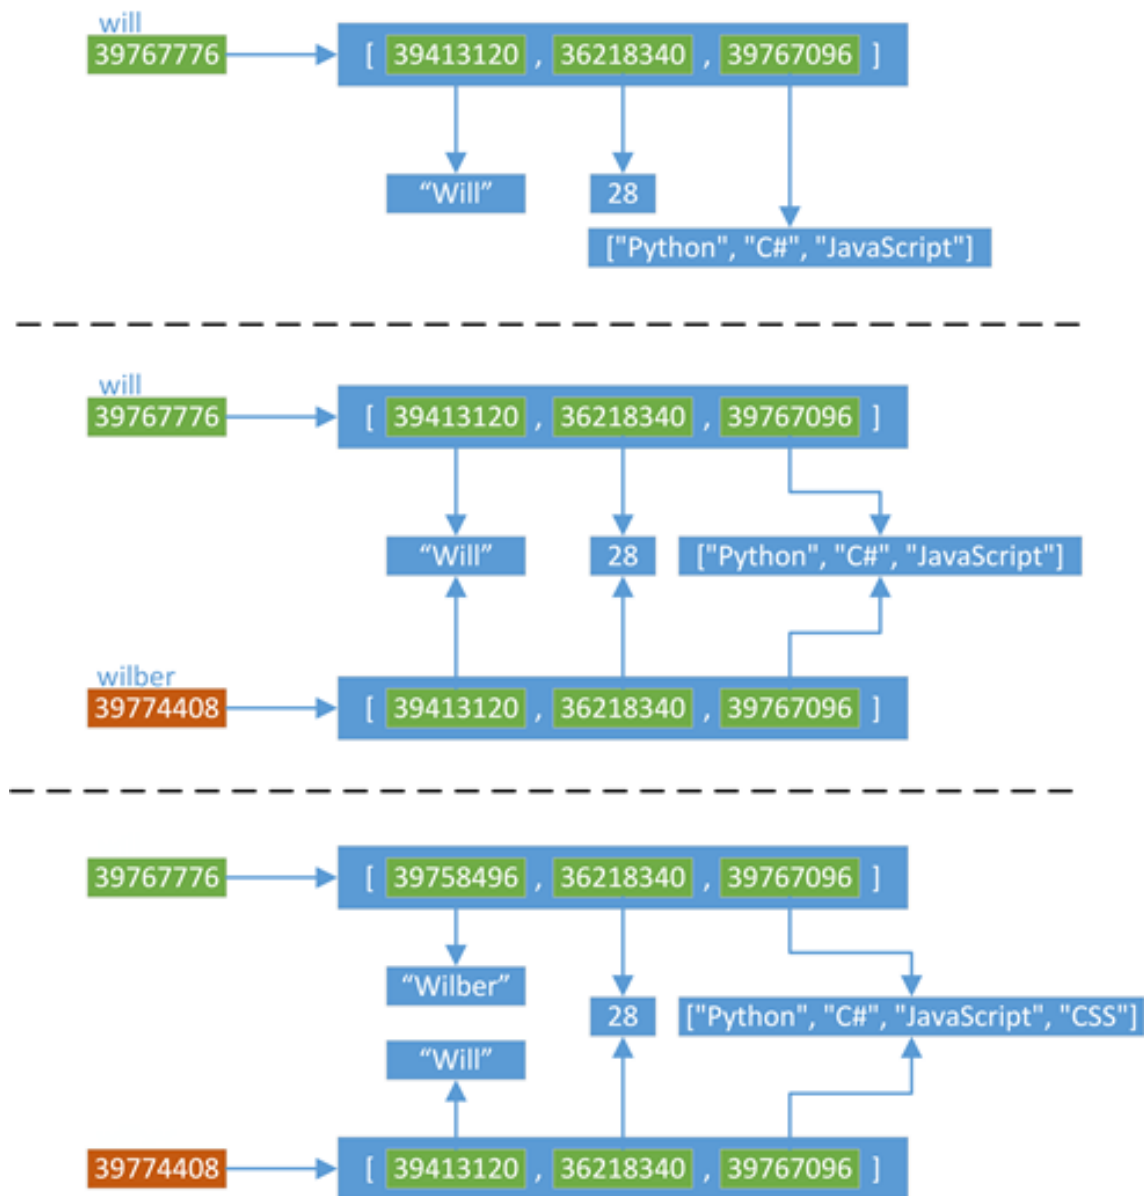 will
39767776
[ 39413120 , 36218340 , 39767096 ]
“Will”
28
["Python", "C#", "JavaScript"]
will
39767776
[ 39413120 , 36218340 , 39767096 ]
“Will”
28
["Python", "C#", "JavaScript"]
wilber
39774408
[ 39413120 , 36218340 , 39767096 ]
39767776
[ 39758496 , 36218340 , 39767096 ]
“Wilber”
28
["Python", "C#", "JavaScript", "CSS"]
“Will”
39774408
[ 39413120 , 36218340 , 39767096 ]